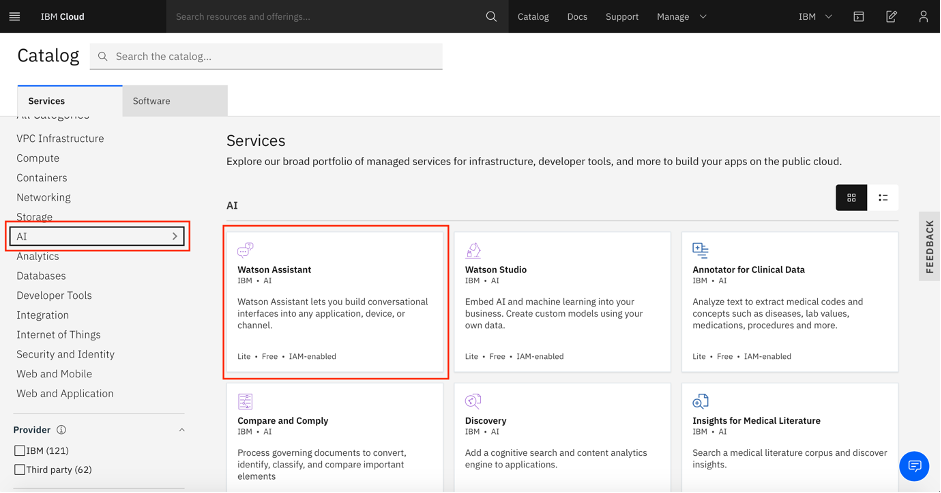 IBM Cloud
Search resources and offerings...
Catalog
Docs
Support
Manage
IBM
Catalog
Search the catalog...
Services
Software
All Categories
VPC Infrastructure
Compute
Containers
Networking
Storage
AI
Analytics
Databases
Developer Tools
Integration
Internet of Things
Security and Identity
Web and Mobile
Web and Application
Provider
IBM (121)
Third party (62)
Services
Explore our broad portfolio of managed services for infrastructure, developer tools, and more to build your apps on the public cloud.
AI
Watson Assistant
IBM • AI
Watson Assistant lets you build conversational
interfaces into any application, device, or
channel.
Lite • Free • IAM-enabled
Watson Studio
IBM • AI
Embed AI and machine learning into your
business. Create custom models using your
own data.
Lite • Free • IAM-enabled
Annotator for Clinical Data
IBM • AI
Analyze text to extract medical codes and
concepts such as diseases, lab values,
medications, procedures and more.
Lite • Free • IAM-enabled
Compare and Comply
IBM • AI
Process governing documents to convert,
identify, classify, and compare important
elements
Discovery
IBM • AI
Add a cognitive search and content analytics
engine to applications.
Insights for Medical Literature
IBM • AI
Search a medical literature corpus and discover
insights.
FEEDBACK